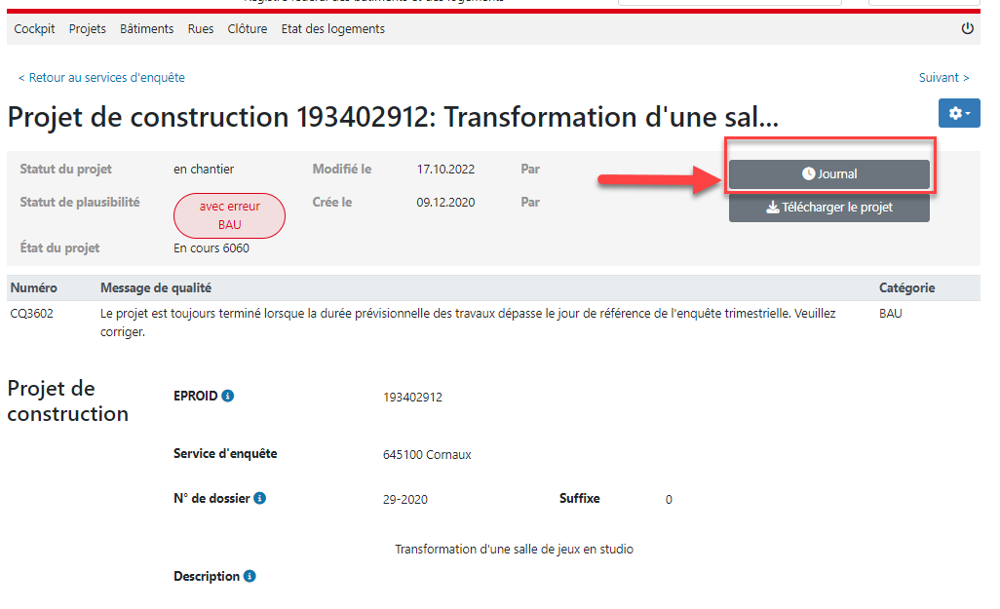 Registre fédéral des bâtiments et des logements
Cockpit Projets Bâtiments Rues Clôture Etat des logements
< Retour au services d'enquête Suivant >
Projet de construction 193402912: Transformation d'une sal...
Statut du projet en chantier Modifié le 17.10.2022 Par Journal
Statut de plausibilité avec erreur BAU Crée le 09.12.2020 Par Télécharger le projet
État du projet En cours 6060
Numéro Message de qualité Catégorie
CQ3602 Le projet est toujours terminé lorsque la durée prévisionnelle des travaux dépasse le jour de référence de l'enquête trimestrielle. Veuillez BAU
corriger.
Projet de
construction
EPROID 193402912
Service d'enquête 645100 Cornaux
N° de dossier 29-2020 Suffixe 0
Transformation d'une salle de jeux en studio
Description